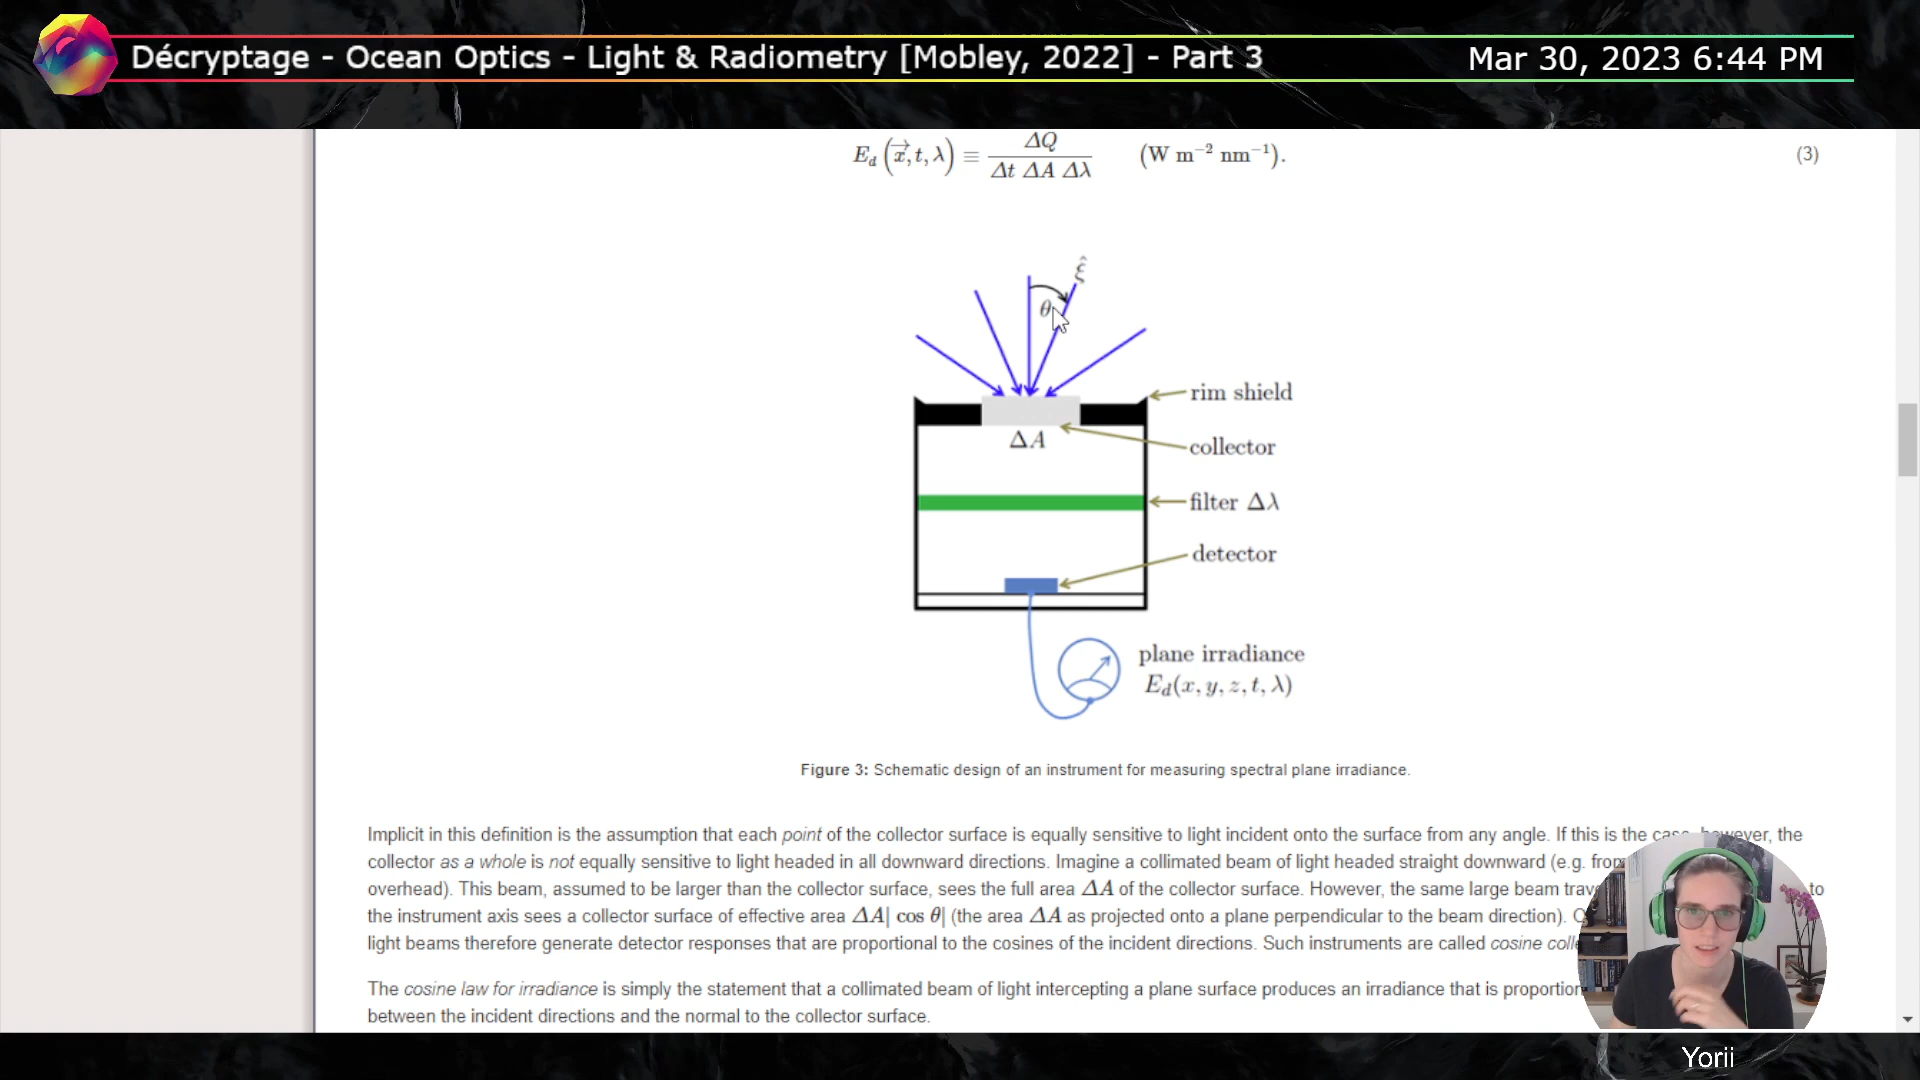 Décryptage - Ocean Optics - Light & Radiometry [Mobley, 2022] - Part 3
Mar 30, 2023 6:44 PM
E_d (x⃗, t, λ) ≡ ΔQ / Δt ΔA Δλ (W m⁻² nm⁻¹). (3)
ξ̂
θ
rim shield
ΔA
collector
filter Δλ
detector
plane irradiance
E_d(x, y, z, t, λ)
Figure 3: Schematic design of an instrument for measuring spectral plane irradiance.
Implicit in this definition is the assumption that each point of the collector surface is equally sensitive to light incident onto the surface from any angle. If this is the case, however, the
collector as a whole is not equally sensitive to light headed in all downward directions. Imagine a collimated beam of light headed straight downward (e.g. from
overhead). This beam, assumed to be larger than the collector surface, sees the full area ΔA of the collector surface. However, the same large beam to
the instrument axis sees a collector surface of effective area ΔA| cos θ| (the area ΔA as projected onto a plane perpendicular to the beam direction).
light beams therefore generate detector responses that are proportional to the cosines of the incident directions. Such instruments are called cosine
The cosine law for irradiance is simply the statement that a collimated beam of light intercepting a plane surface produces an irradiance that is
between the incident directions and the normal to the collector surface.
Yorii